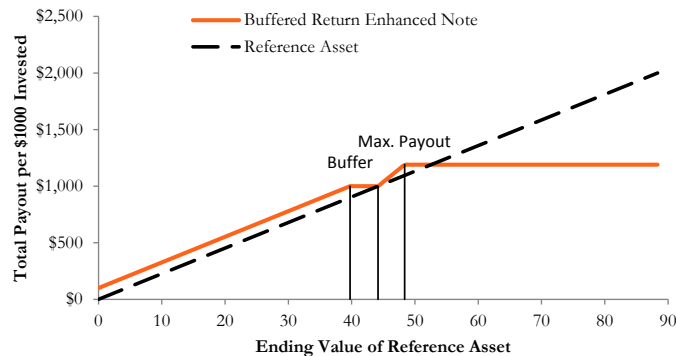 Buffered Return Enhanced Note
Reference Asset
Total Payout per $1000 Invested
$2,500
$2,000
$1,500
$1,000
$500
$0
Max. Payout
Buffer
0 10 20 30 40 50 60 70 80 90
Ending Value of Reference Asset